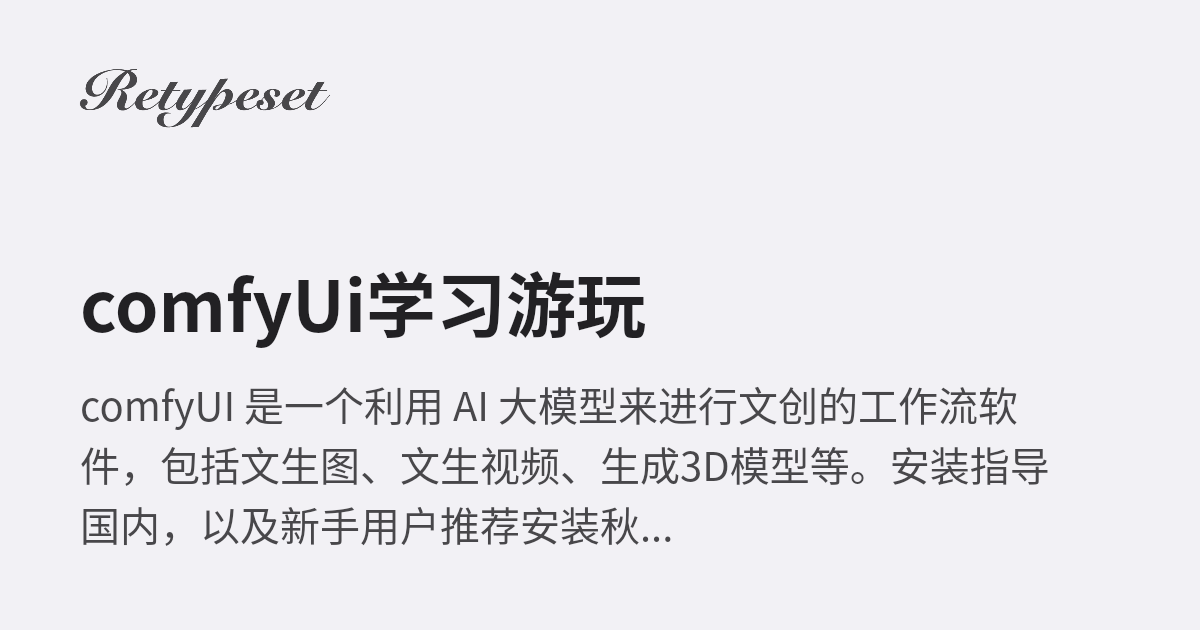 Retypeset
comfyUi学习游玩
comfyUI 是一个利用 AI 大模型来进行文创的工作流软
件，包括文生图、文生视频、生成3D模型等。安装指导
国内，以及新手用户推荐安装秋...